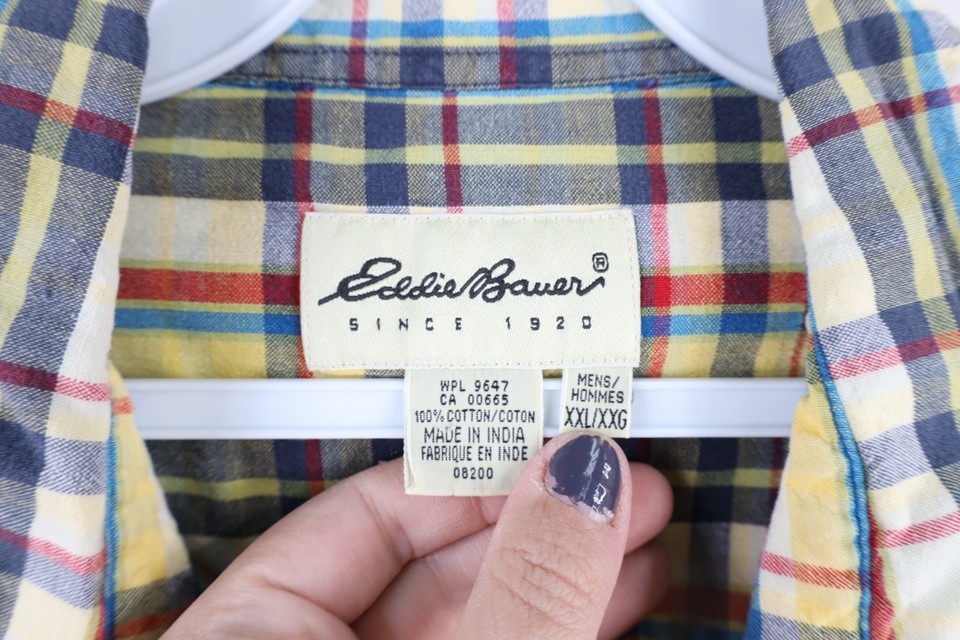 Eddie Bauer ®
SINCE 1920
WPL 9647
CA 00665
100% COTTON/COTON
MADE IN INDIA
FABRIQUE EN INDE
08200
MENS/
HOMMES
XXL/XXG